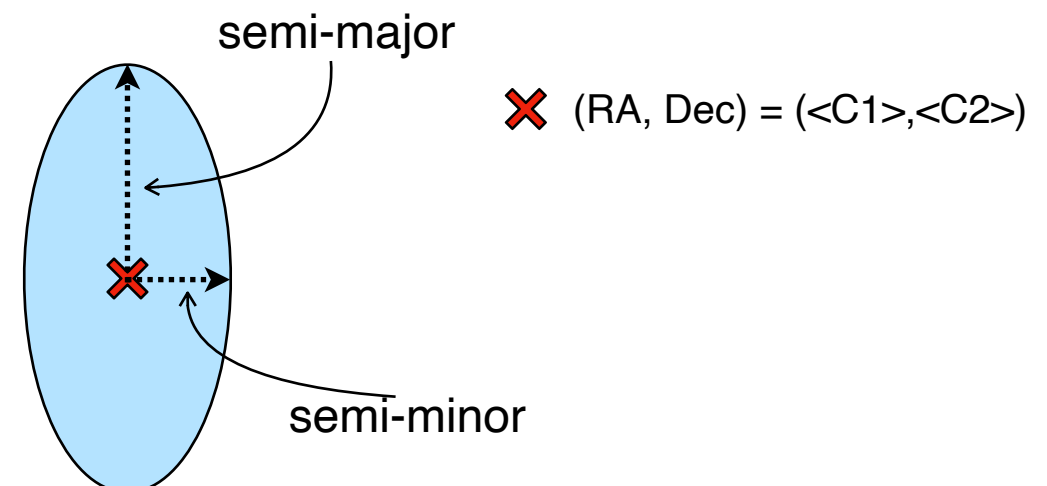 semi-major
(RA, Dec) = (<C1>,<C2>)
semi-minor